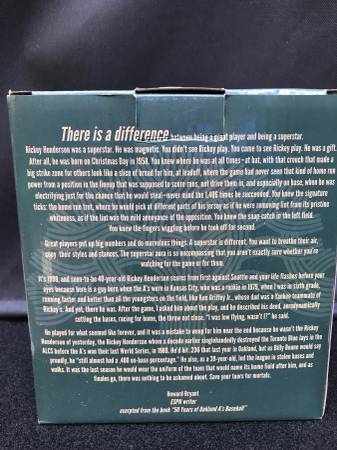 There is a difference between being a great player and being a superstar.
Rickey Henderson was a superstar. He was magnetic. You didn't see Rickey play. You came to see Rickey play. He was a gift.
After all, he was born on Christmas Day in 1958. You knew where he was at all times–at bat, with that crouch that made a
big strike zone for others look like a slice of bread for him, at leadoff, where the game had never seen that kind of home run
power from a position in the lineup that was supposed to score runs, not drive them in, and especially on base, when he was
electrifying just for the chance that he would steal–never mind the 1,406 times he succeeded. You knew the signature
tics: the home run trot, where he would pick at different parts of his jersey as if he were removing lint from its pristine
whiteness, as if the lint was the mild annoyance of the opposition. You knew the snap-catch in the left field.
You knew the fingers wiggling before he took off for second.
Great players put up big numbers and do marvelous things. A superstar is different. You want to breathe their air,
copy their styles and stances. The superstar aura is so encompassing that you aren't exactly sure whether you're
watching for the game or for them.
It's 1998, and soon-to-be-40-year-old Rickey Henderson scores from first against Seattle and your life flashes before your
eyes because here is a guy born when the A's were in Kansas City, who was a rookie in 1979, when I was in sixth grade,
running faster and better than all the youngsters on the field, like Ken Griffey Jr., whose dad was a Yankee teammate of
Rickey's. And yet, there he was. After the game, I asked him about the play, and he described his deed, aerodynamically
cutting the bases, racing for home, the throw not close. "I was low flying, wasn't I?" he said.
He played for what seemed like forever, and it was a mistake to wong for him near the end because he wasn't the Rickey
Henderson of yesterday, the Rickey Henderson who a decade earlier singlehandedly destroyed the Toronto Blue Jays in the
ALCS before the A's won their last World Series, in 1989. He'd hit .236 that last year in Oakland, but as Billy Beane would say
proudly, "still almost had a .400 on-base percentage." He also, as a 39-year-old, led the league in stolen bases and
walks. It was the last season he would wear the uniform of the team that would name its home field after him, and as
finales go, there was nothing to be ashamed about. Save your tears for mortals.
Howard Bryant
ESPN writer
excerpted from the book "50 Years of Oakland A's Baseball"